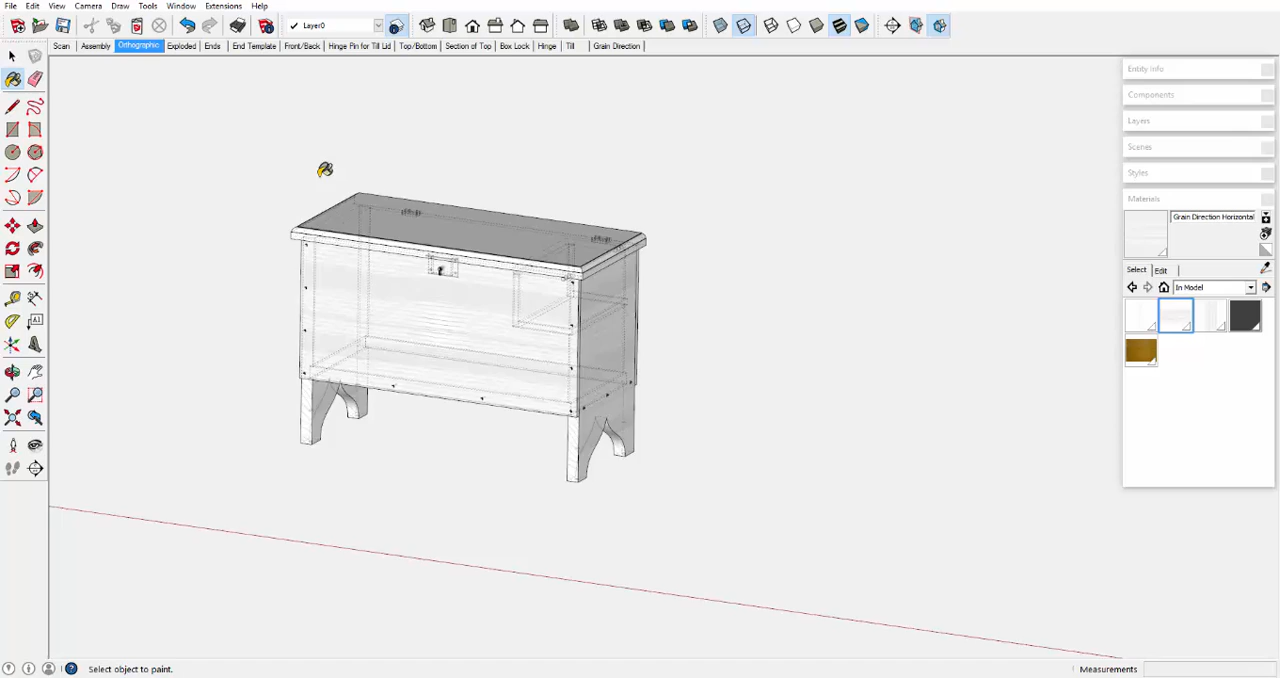 File Edit View Camera Draw Tools Window Extensions Help
Layer0
Scan Assembly Orthographic Exploded Ends End Template Front/Back Hinge Pin for Till Lid Top/Bottom Section of Top Box Lock Hinge Till Grain Direction
Entity Info
Components
Layers
Scenes
Styles
Materials
Grain Direction Horizontal
Select Edit
In Model
Select object to paint.
Measurements